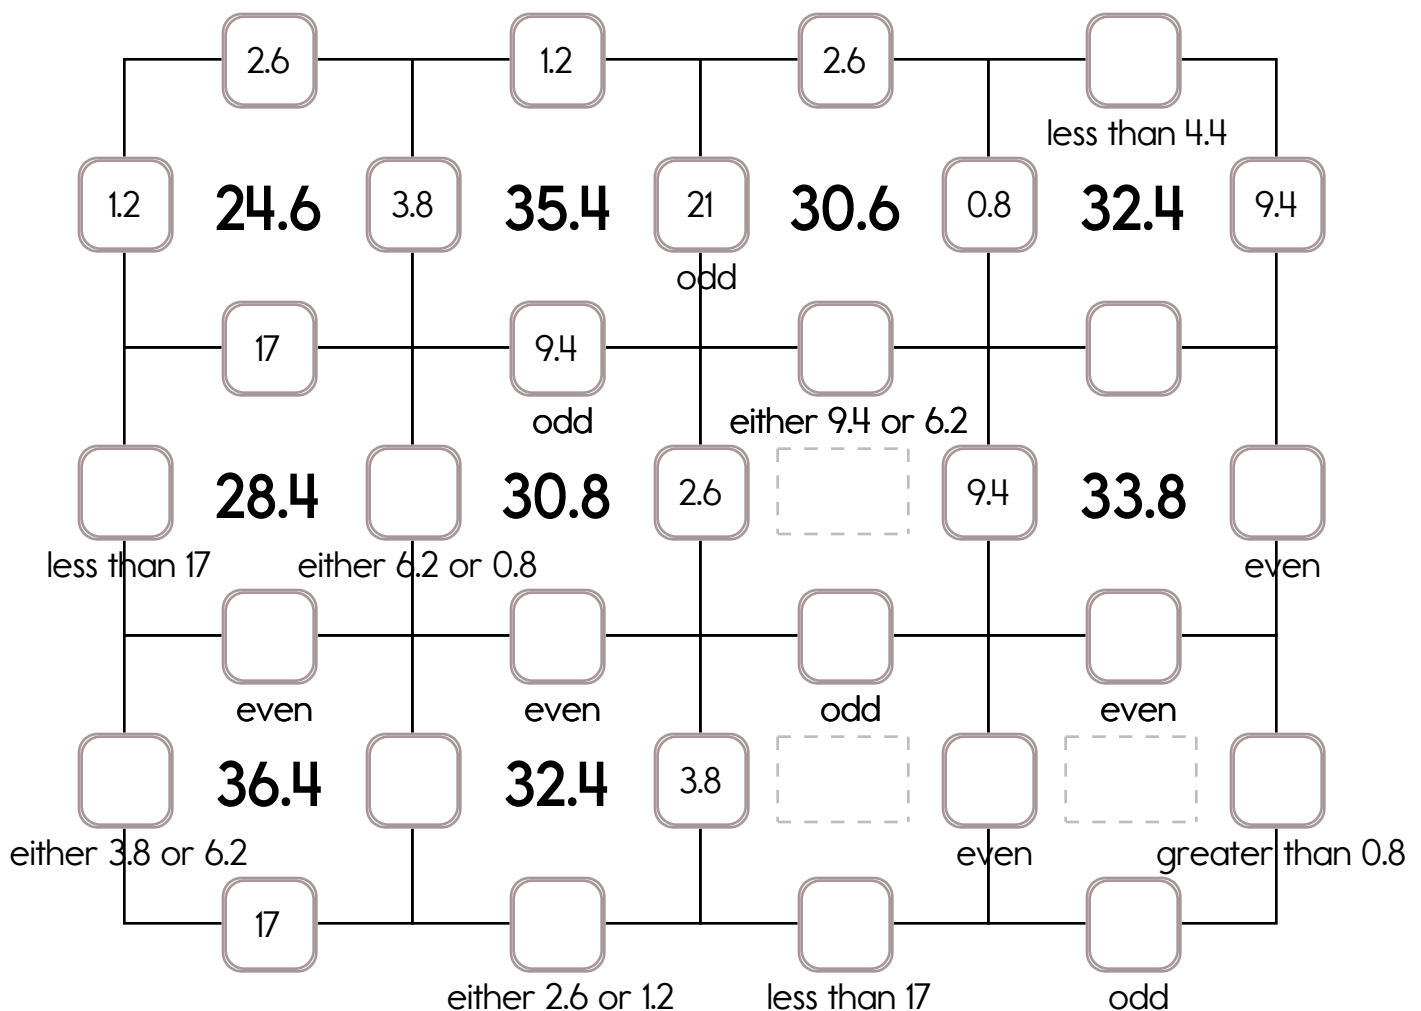 2.6 1.2 2.6
less than 4.4
1.2 24.6 3.8 35.4 21 30.6 0.8 32.4 9.4
odd
17 9.4
odd either 9.4 or 6.2
28.4 30.8 2.6 9.4 33.8
less than 17 either 6.2 or 0.8 even
even even odd even
36.4 32.4 3.8
either 3.8 or 6.2 even greater than 0.8
17
either 2.6 or 1.2 less than 17 odd